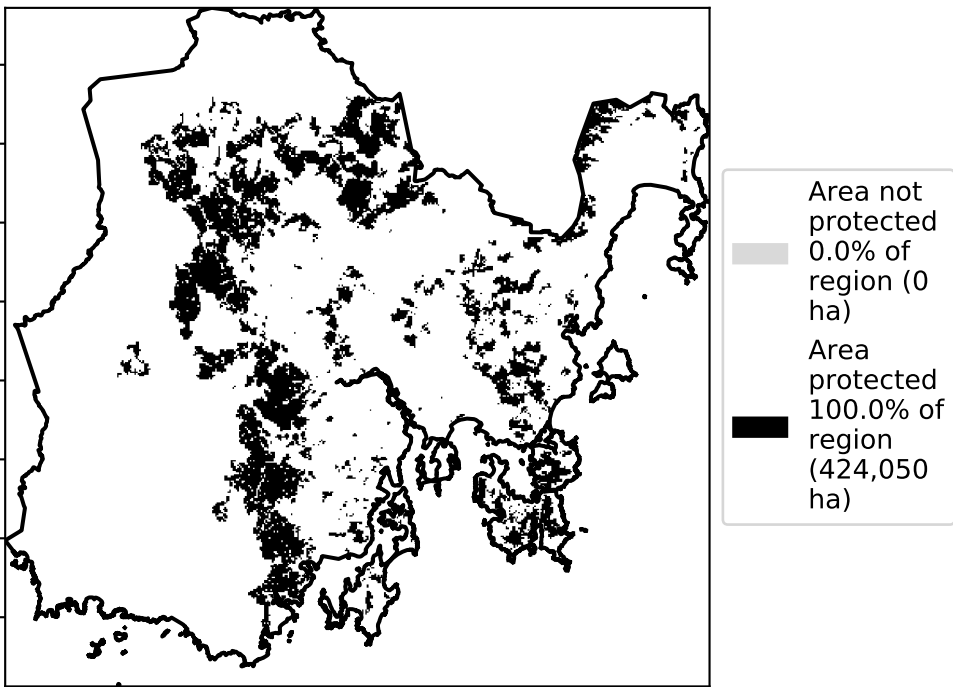 Area not
protected
0.0% of
region (0
ha)
Area
protected
100.0% of
region
(424,050
ha)